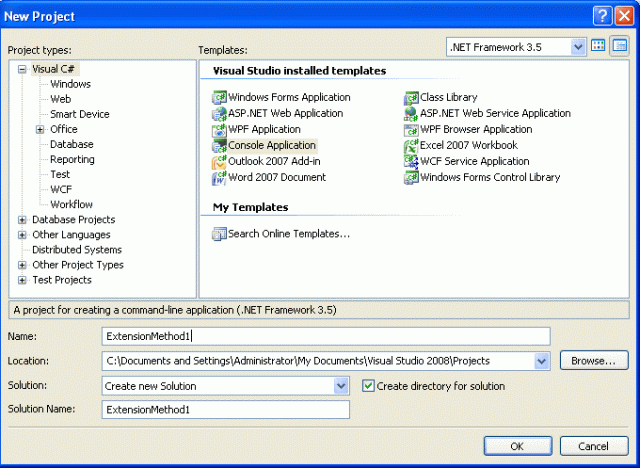 New Project
Project types:
Templates:
.NET Framework 3.5
Visual C#
Windows
Web
Smart Device
Office
Database
Reporting
Test
WCF
Workflow
Database Projects
Other Languages
Distributed Systems
Other Project Types
Test Projects
Visual Studio installed templates
Windows Forms Application
Class Library
ASP.NET Web Application
ASP.NET Web Service Application
WPF Application
WPF Browser Application
Console Application
Excel 2007 Workbook
Outlook 2007 Add-in
WCF Service Application
Word 2007 Document
Windows Forms Control Library
My Templates
Search Online Templates...
A project for creating a command-line application (.NET Framework 3.5)
Name:
ExtensionMethod1
Location:
C:\Documents and Settings\Administrator\My Documents\Visual Studio 2008\Projects
Browse...
Solution:
Create new Solution
Create directory for solution
Solution Name:
ExtensionMethod1
OK
Cancel